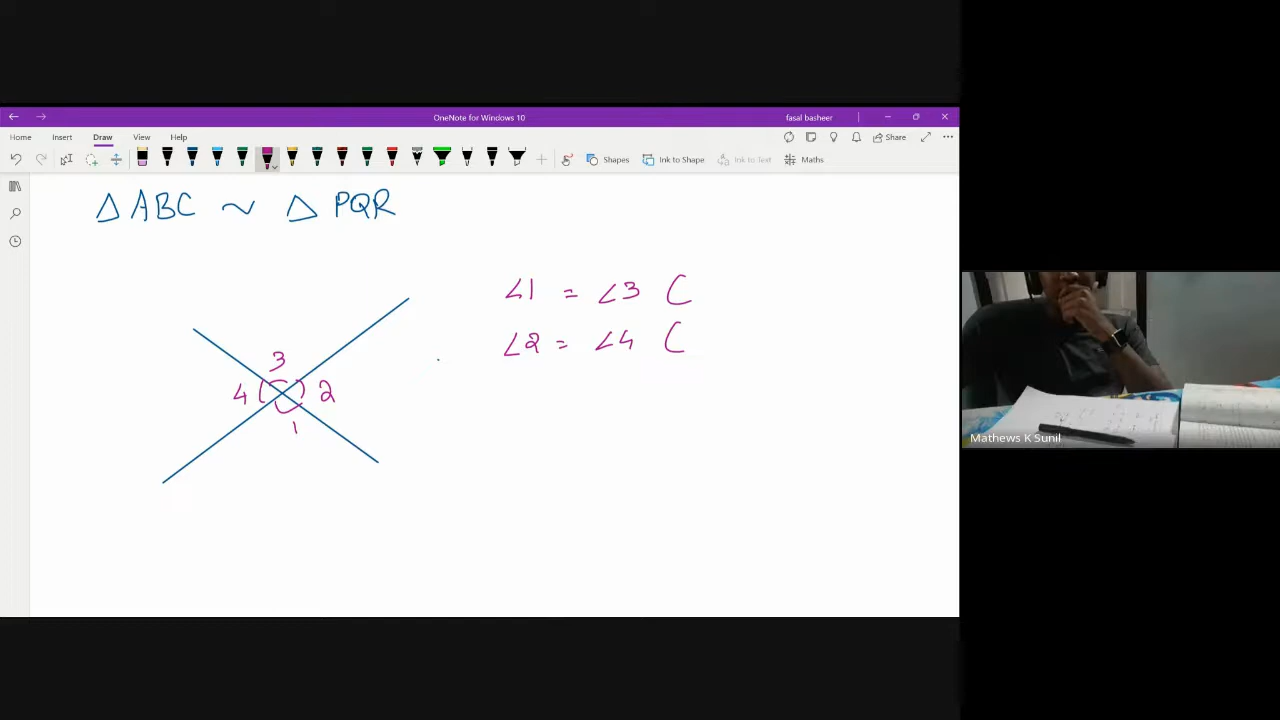 OneNote for Windows 10
fasal basheer
Home Insert Draw View Help
Share
Shapes
Ink to Shape
Ink to Text
Maths
△ ABC ~ △ PQR
∠1 = ∠3 (
∠2 = ∠4 (
3
4 2
1
Mathews K Sunil